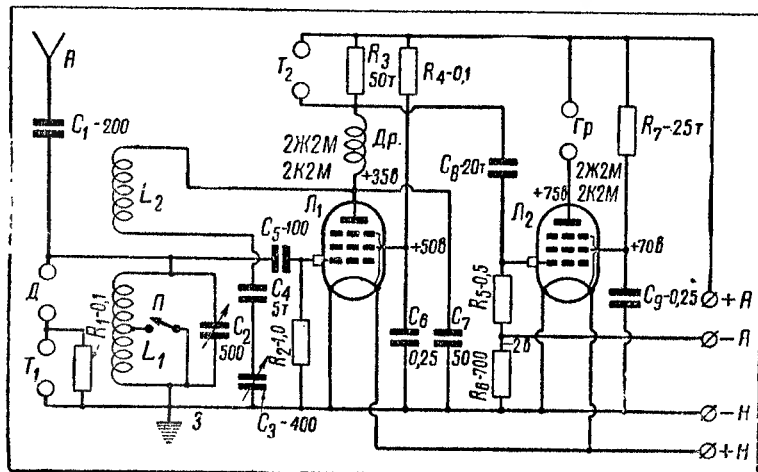 А
C₁-200
L₂
Д
T₁
R₁-0,1
L₁
П
C₂
500
З
C₃-400
C₄
5т
C₅-100
R₂-1,0
T₂
R₃
50т
R₄-0,1
2Ж2М
2К2М
Др.
+35в
Л₁
+50в
C₆
0,25
C₇
50
C₈-20т
Гр
2Ж2М
2К2М
+75в
Л₂
+70в
R₅-0,5
-2в
R₆-700
R₇-25т
C₉-0,25
+А
-А
-Н
+Н